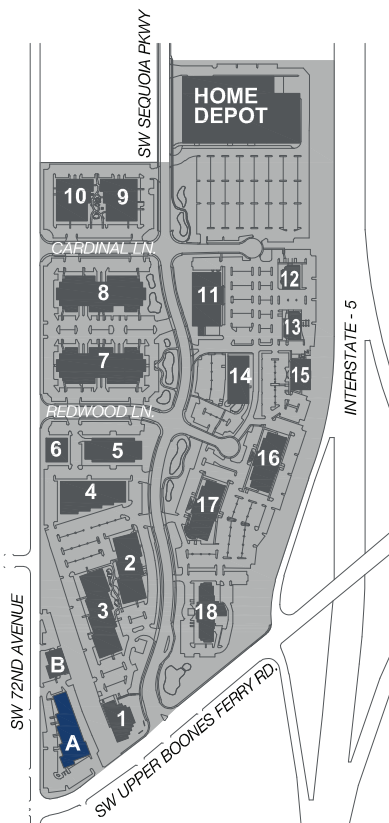 SW SEQUOIA PKWY
HOME
DEPOT
10
9
CARDINAL LN.
8
11
12
13
INTERSTATE - 5
7
14
15
REDWOOD LN.
6
5
16
4
17
2
3
18
SW 72ND AVENUE
B
1
A
SW UPPER BOONES FERRY RD.